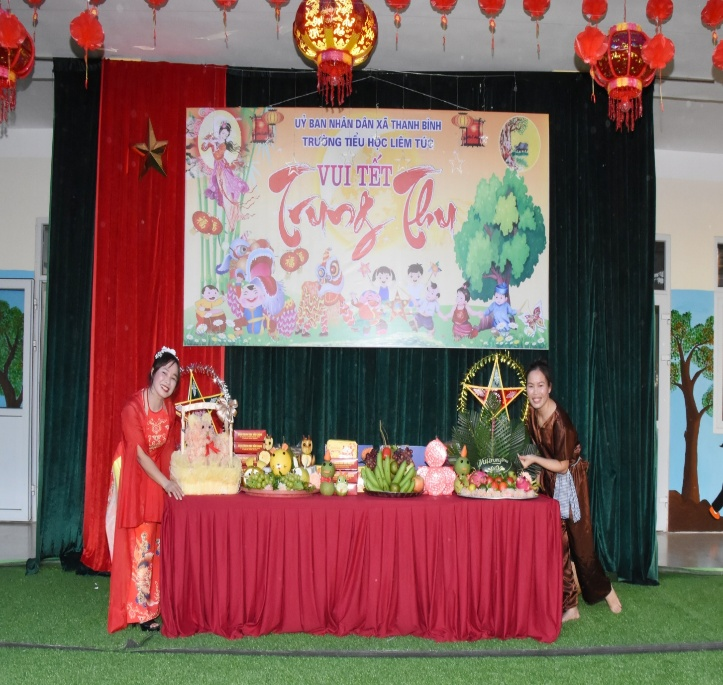 UỶ BAN NHÂN DÂN XÃ THANH BÌNH
TRƯỜNG TIỂU HỌC LIÊM TÚC
VUI TẾT
Trung Thu